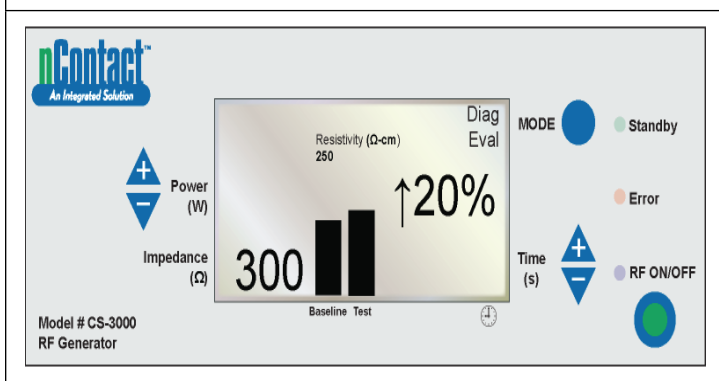 nContact™
An Integrated Solution
+
Power
(W)
−
Impedance
(Ω)
Model # CS-3000
RF Generator
Diag
Eval
Resistivity (Ω-cm)
250
↑20%
300
Baseline Test
MODE
Standby
Error
Time
(s)
+
−
RF ON/OFF